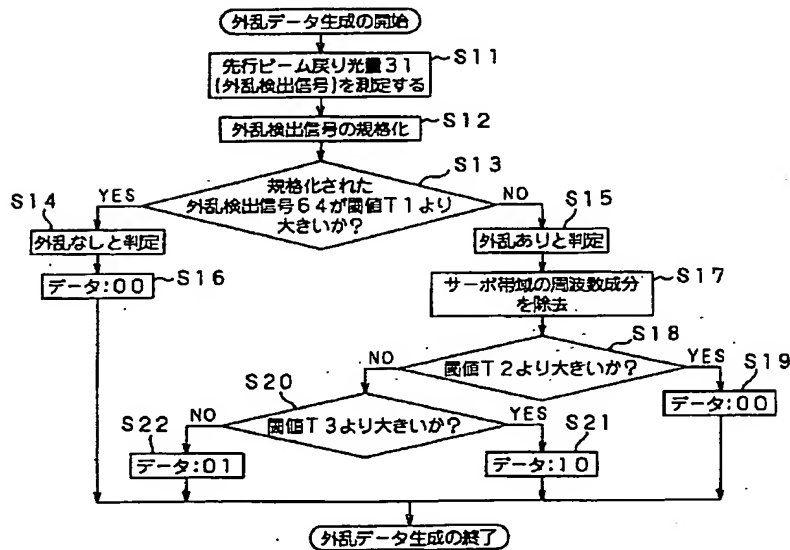 外乱データ生成の開始
先行ビーム戻り光量31
(外乱検出信号)を測定する
S11
外乱検出信号の規格化
S12
S13
規格化された
外乱検出信号64が閾値T1より
大きいか?
YES
NO
S14
外乱なしと判定
S15
外乱ありと判定
データ:00
S16
S17
サーボ帯域の周波数成分
を除去
S18
閾値T2より大きいか?
NO
YES
S19
データ:00
S20
閾値T3より大きいか?
NO
YES
S22
データ:01
S21
データ:10
外乱データ生成の終了